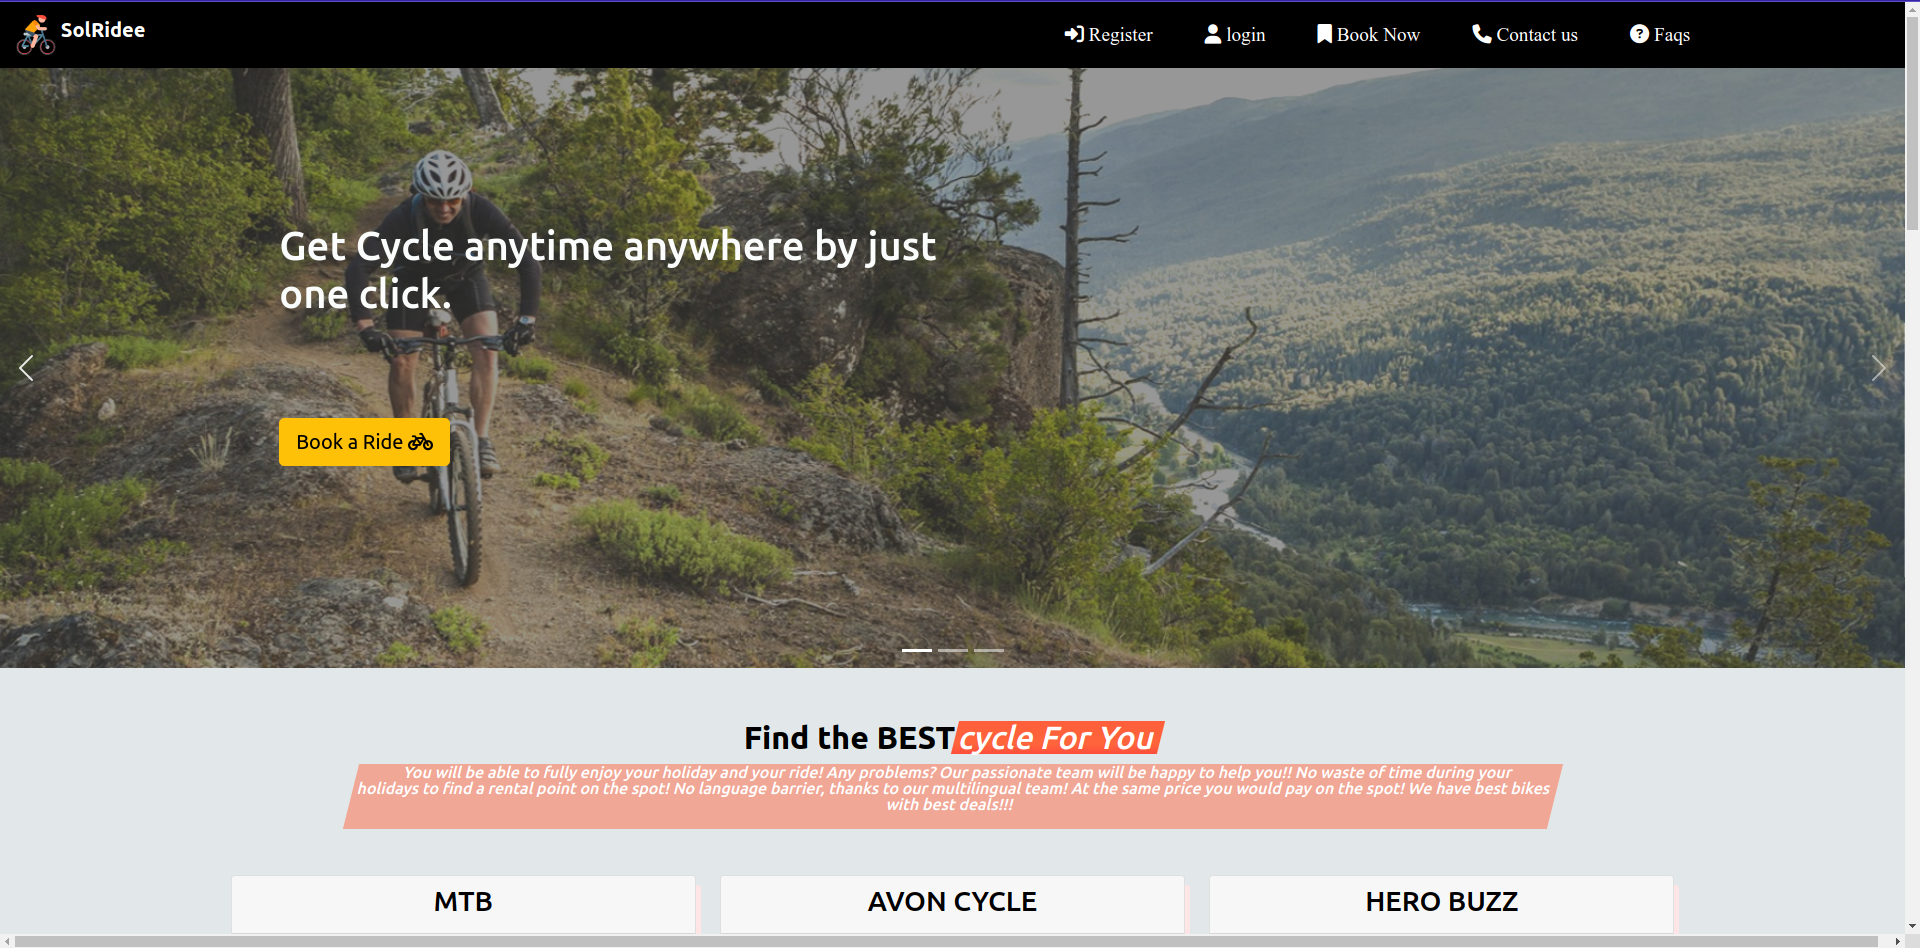 SolRidee
Register login Book Now Contact us Faqs
Get Cycle anytime anywhere by just
one click.
Book a Ride
Find the BEST cycle For You
You will be able to fully enjoy your holiday and your ride! Any problems? Our passionate team will be happy to help you!! No waste of time during your
holidays to find a rental point on the spot! No language barrier, thanks to our multilingual team! At the same price you would pay on the spot! We have best bikes
with best deals!!!
MTB
AVON CYCLE
HERO BUZZ